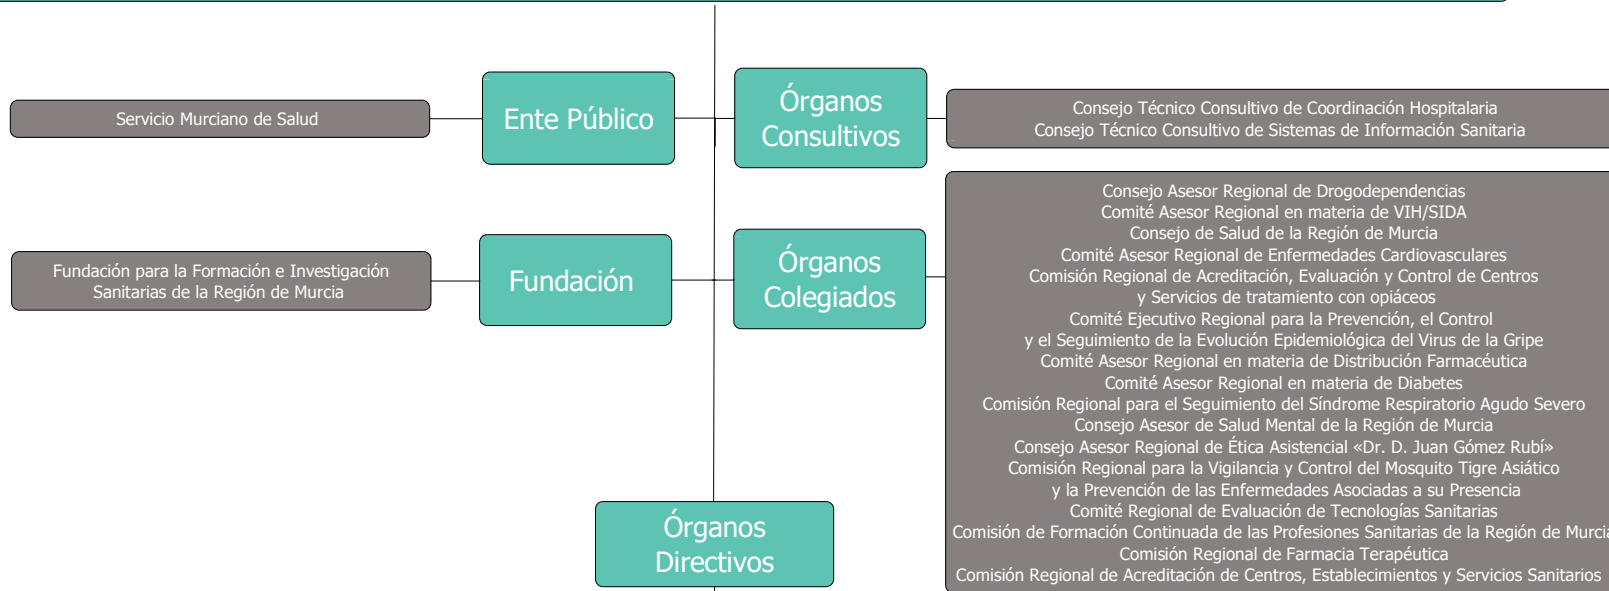 Servicio Murciano de Salud
Ente Público
Órganos
Consultivos
Consejo Técnico Consultivo de Coordinación Hospitalaria
Consejo Técnico Consultivo de Sistemas de Información Sanitaria
Fundación para la Formación e Investigación
Sanitarias de la Región de Murcia
Fundación
Órganos
Colegiados
Consejo Asesor Regional de Drogodependencias
Comité Asesor Regional en materia de VIH/SIDA
Consejo de Salud de la Región de Murcia
Comité Asesor Regional de Enfermedades Cardiovasculares
Comisión Regional de Acreditación, Evaluación y Control de Centros
y Servicios de tratamiento con opiáceos
Comité Ejecutivo Regional para la Prevención, el Control
y el Seguimiento de la Evolución Epidemiológica del Virus de la Gripe
Comité Asesor Regional en materia de Distribución Farmacéutica
Comité Asesor Regional en materia de Diabetes
Comisión Regional para el Seguimiento del Síndrome Respiratorio Agudo Severo
Consejo Asesor de Salud Mental de la Región de Murcia
Consejo Asesor Regional de Ética Asistencial «Dr. D. Juan Gómez Rubí»
Comisión Regional para la Vigilancia y Control del Mosquito Tigre Asiático
y la Prevención de las Enfermedades Asociadas a su Presencia
Comité Regional de Evaluación de Tecnologías Sanitarias
Comisión de Formación Continuada de las Profesiones Sanitarias de la Región de Murcia
Comisión Regional de Farmacia Terapéutica
Comisión Regional de Acreditación de Centros, Establecimientos y Servicios Sanitarios
Órganos
Directivos